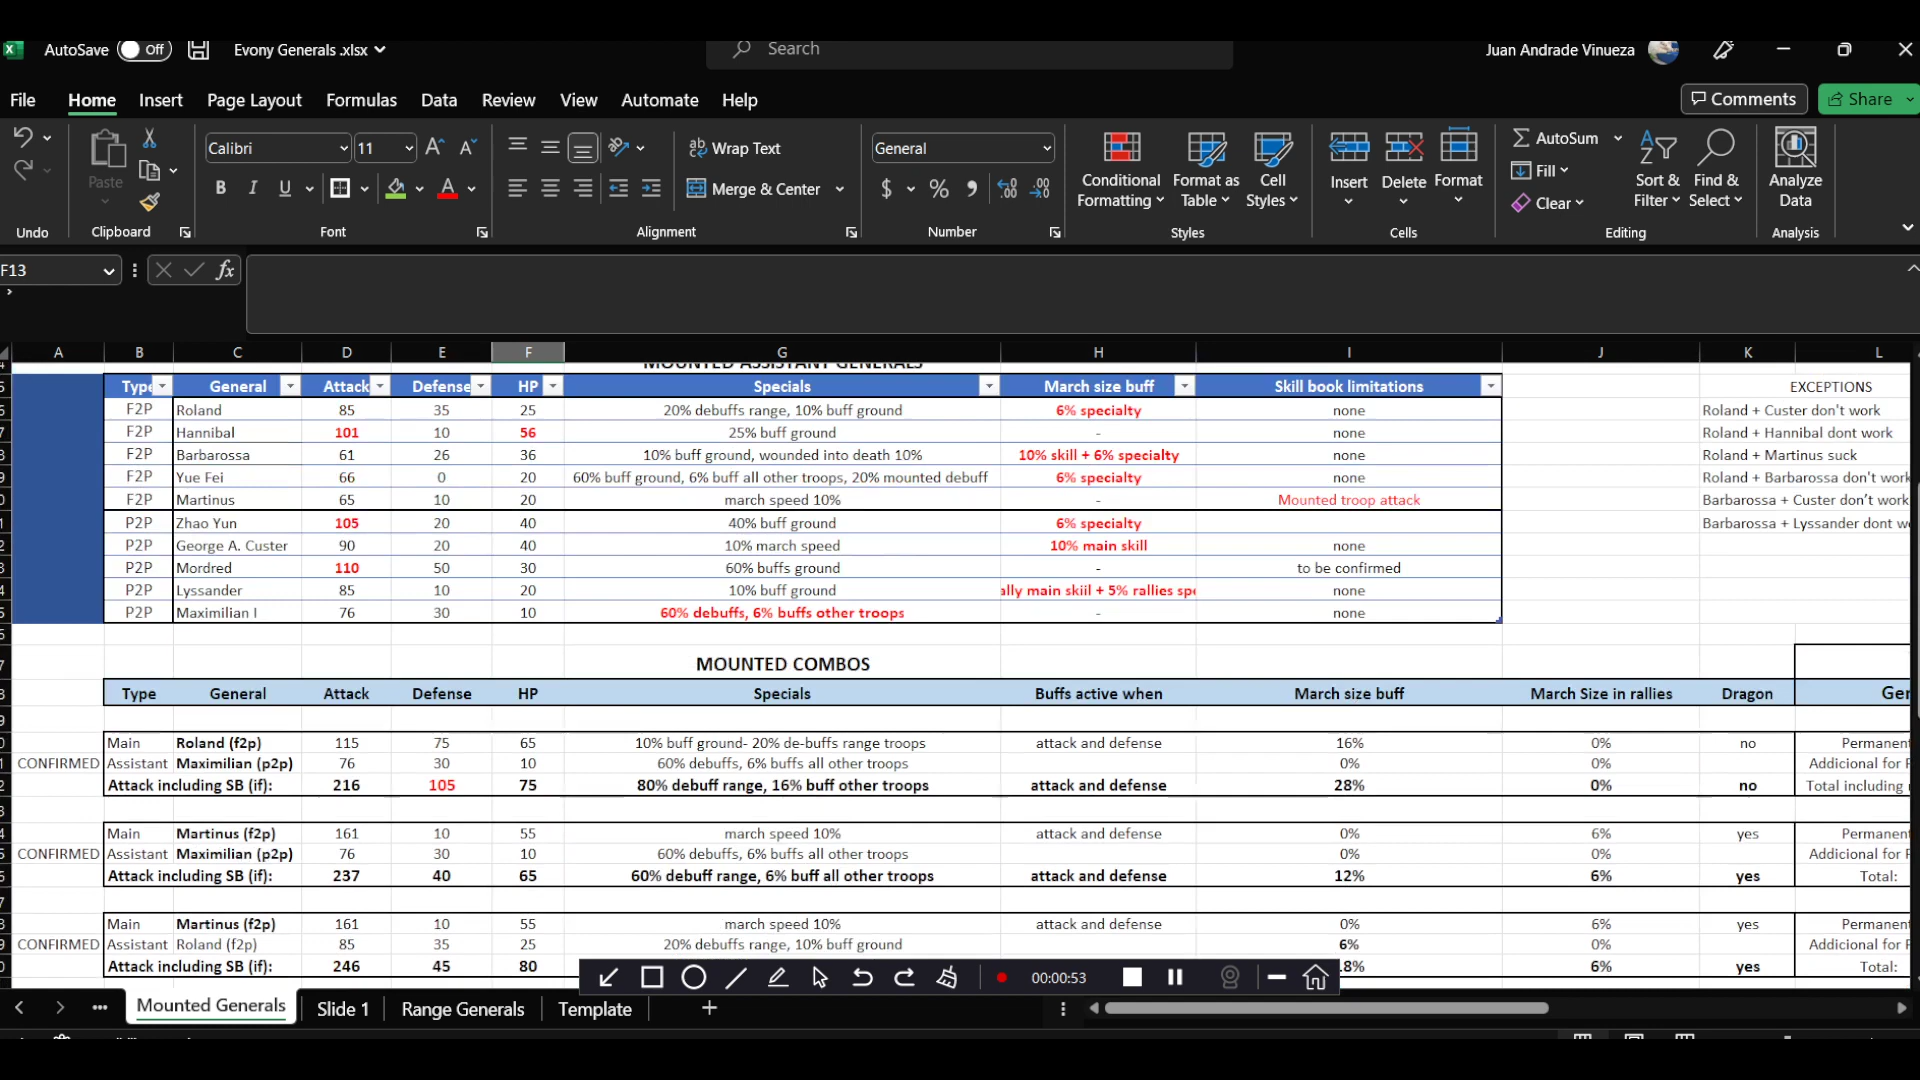 AutoSave Off Evony Generals .xlsx Search Juan Andrade Vinueza
File Home Insert Page Layout Formulas Data Review View Automate Help Comments Share
Paste Calibri 11 B I U A Wrap Text Merge & Center General $ % Conditional Formatting Format as Table Cell Styles Insert Delete Format AutoSum Fill Clear Sort & Filter Find & Select Analyze Data
Undo Clipboard Font Alignment Number Styles Cells Editing Analysis
F13 fx
A B C D E F G H I J K L
MOUNTED ASSISTANT GENERALS
Type General Attack Defense HP Specials March size buff Skill book limitations EXCEPTIONS
F2P Roland 85 35 25 20% debuffs range, 10% buff ground 6% specialty none Roland + Custer don't work
F2P Hannibal 101 10 56 25% buff ground - none Roland + Hannibal dont work
F2P Barbarossa 61 26 36 10% buff ground, wounded into death 10% 10% skill + 6% specialty none Roland + Martinus suck
F2P Yue Fei 66 0 20 60% buff ground, 6% buff all other troops, 20% mounted debuff 6% specialty none Roland + Barbarossa don't work
F2P Martinus 65 10 20 march speed 10% - Mounted troop attack Barbarossa + Custer don't work
P2P Zhao Yun 105 20 40 40% buff ground 6% specialty Barbarossa + Lyssander dont w
P2P George A. Custer 90 20 40 10% march speed 10% main skill none
P2P Mordred 110 50 30 60% buffs ground - to be confirmed
P2P Lyssander 85 10 20 10% buff ground ally main skiil + 5% rallies spe none
P2P Maximilian I 76 30 10 60% debuffs, 6% buffs other troops - none
MOUNTED COMBOS
Type General Attack Defense HP Specials Buffs active when March size buff March Size in rallies Dragon Ger
Main Roland (f2p) 115 75 65 10% buff ground- 20% de-buffs range troops attack and defense 16% 0% no Permanent
CONFIRMED Assistant Maximilian (p2p) 76 30 10 60% debuffs, 6% buffs all other troops 0% 0% Addicional for
Attack including SB (if): 216 105 75 80% debuff range, 16% buff other troops attack and defense 28% 0% no Total including
Main Martinus (f2p) 161 10 55 march speed 10% attack and defense 0% 6% yes Permanent
CONFIRMED Assistant Maximilian (p2p) 76 30 10 60% debuffs, 6% buffs all other troops 0% 0% Addicional for
Attack including SB (if): 237 40 65 60% debuff range, 6% buff all other troops attack and defense 12% 6% yes Total:
Main Martinus (f2p) 161 10 55 march speed 10% attack and defense 0% 6% yes Permanent
CONFIRMED Assistant Roland (f2p) 85 35 25 20% debuffs range, 10% buff ground 6% 0% Addicional for
Attack including SB (if): 246 45 80 8% 6% yes Total:
00:00:53
Mounted Generals Slide 1 Range Generals Template